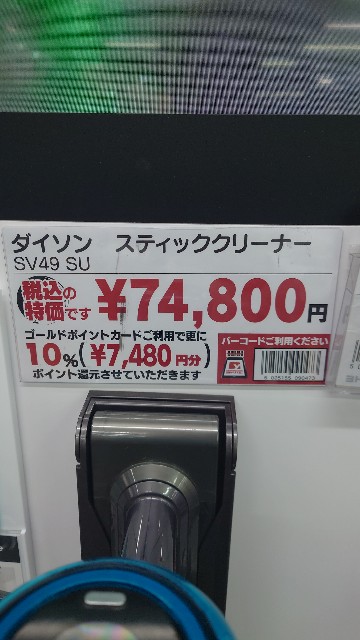 ダイソン　スティッククリーナー
SV49 SU
税込の
特価です ¥74,800円
ゴールドポイントカードご利用で更に
10%(¥7,480円分)
ポイント還元させていただきます
バーコードご利用ください